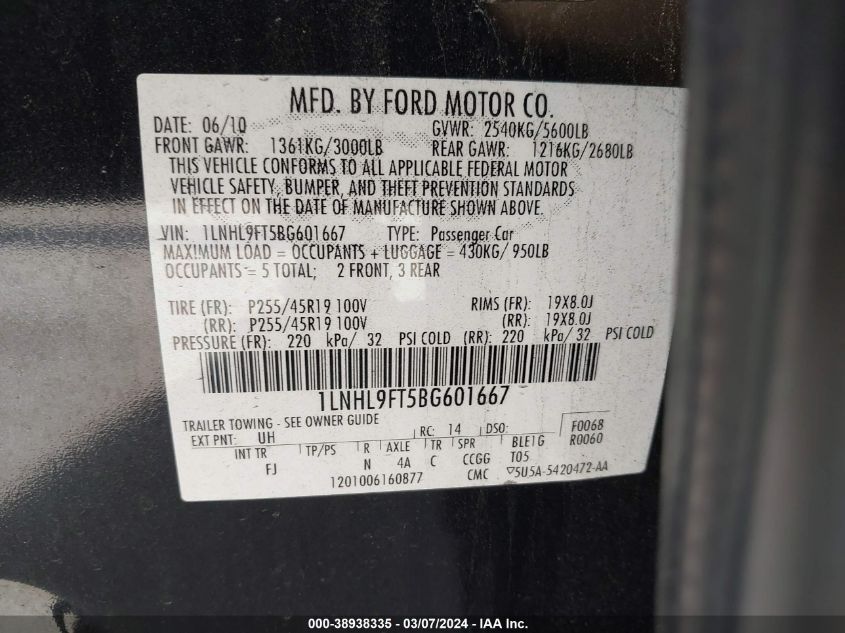 MFD. BY FORD MOTOR CO.
DATE: 06/10 GVWR: 2540KG/5600LB
FRONT GAWR: 1361KG/3000LB REAR GAWR: 1216KG/2680LB
THIS VEHICLE CONFORMS TO ALL APPLICABLE FEDERAL MOTOR
VEHICLE SAFETY, BUMPER, AND THEFT PREVENTION STANDARDS
IN EFFECT ON THE DATE OF MANUFACTURE SHOWN ABOVE.
VIN: 1LNHL9FT5BG601667 TYPE: Passenger Car
MAXIMUM LOAD = OCCUPANTS + LUGGAGE = 430KG/ 950LB
OCCUPANTS = 5 TOTAL; 2 FRONT, 3 REAR
TIRE (FR): P255/45R19 100V RIMS (FR): 19X8.0J
(RR): P255/45R19 100V (RR): 19X8.0J
PRESSURE (FR): 220 kPa/ 32 PSI COLD (RR): 220 kPa/ 32 PSI COLD
1LNHL9FT5BG601667
TRAILER TOWING - SEE OWNER GUIDE
EXT PNT: UH RC: 14 DSO: F0068
INT TR TP/PS R AXLE TR SPR BLE1G R0060
FJ N 4A C CCGG T05
1201006160877 CMC 5U5A-5420472-AA
000-38938335 - 03/07/2024 - IAAI.com